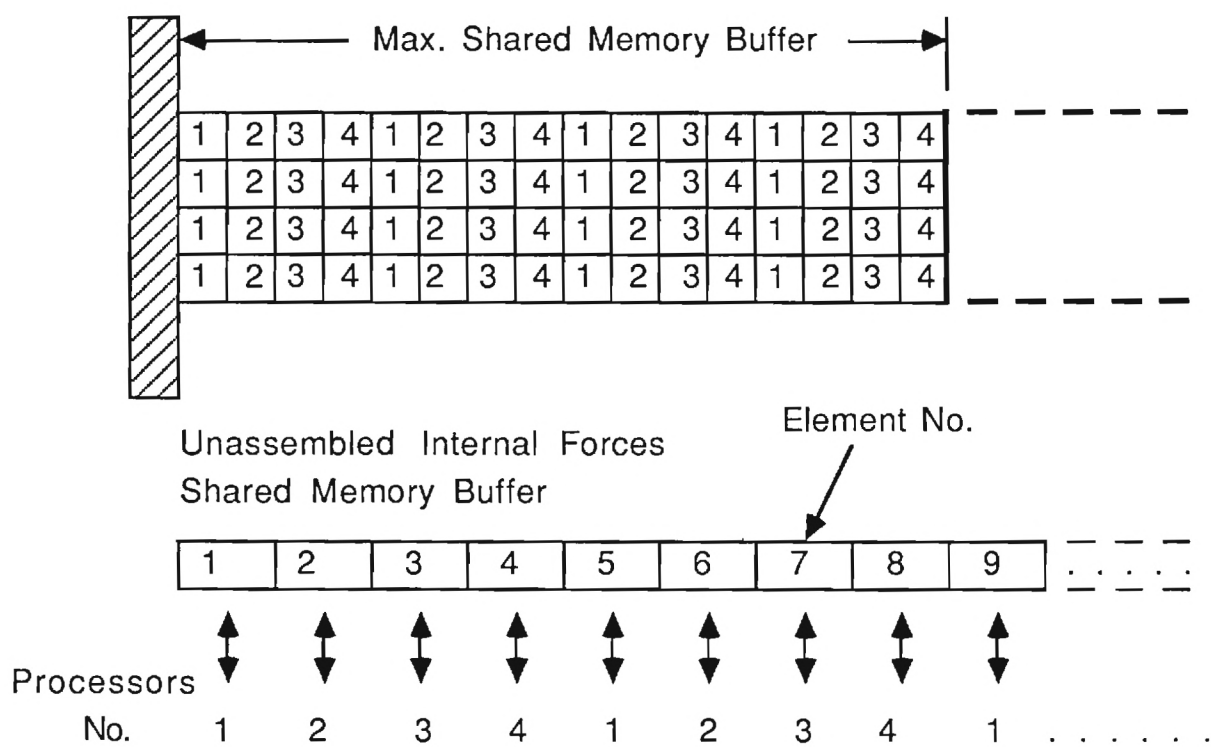 Max. Shared Memory Buffer
1 2 3 4 1 2 3 4 1 2 3 4 1 2 3 4
1 2 3 4 1 2 3 4 1 2 3 4 1 2 3 4
1 2 3 4 1 2 3 4 1 2 3 4 1 2 3 4
1 2 3 4 1 2 3 4 1 2 3 4 1 2 3 4
Element No.
Unassembled Internal Forces
Shared Memory Buffer
1 2 3 4 5 6 7 8 9 . . . . .
Processors
No. 1 2 3 4 1 2 3 4 1 . . . . . .